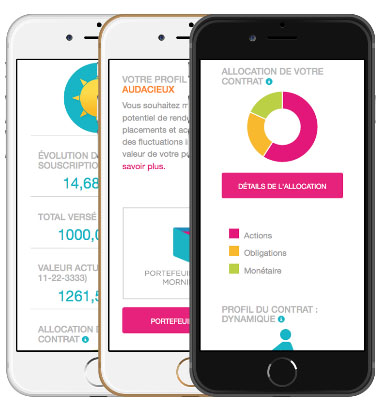 ÉVOLUTION D
SOUSCRIPTION
14,68
TOTAL VERSÉ
1000,0
VALEUR ACTU
11-22-3333)
1261,5
ALLOCATION D
CONTRAT
VOTRE PROFIL
AUDACIEUX
Vous souhaitez m
potentiel de rend
placements et ac
des fluctuations i
valeur de votre p
savoir plus.
PORTEFEUI
MORNI
PORTEFEUI
ALLOCATION DE VOTRE
CONTRAT
DÉTAILS DE L'ALLOCATION
Actions
Obligations
Monétaire
PROFIL DU CONTRAT :
DYNAMIQUE